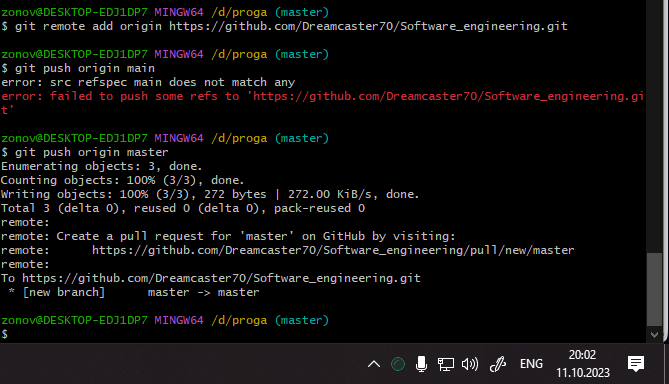 zonov@DESKTOP-EDJ1DP7 MINGW64 /d/proga (master)
$ git remote add origin https://github.com/Dreamcaster70/Software_engineering.git
zonov@DESKTOP-EDJ1DP7 MINGW64 /d/proga (master)
$ git push origin main
error: src refspec main does not match any
error: failed to push some refs to 'https://github.com/Dreamcaster70/Software_engineering.gi
t'
zonov@DESKTOP-EDJ1DP7 MINGW64 /d/proga (master)
$ git push origin master
Enumerating objects: 3, done.
Counting objects: 100% (3/3), done.
Writing objects: 100% (3/3), 272 bytes | 272.00 KiB/s, done.
Total 3 (delta 0), reused 0 (delta 0), pack-reused 0
remote:
remote: Create a pull request for 'master' on GitHub by visiting:
remote:      https://github.com/Dreamcaster70/Software_engineering/pull/new/master
remote:
To https://github.com/Dreamcaster70/Software_engineering.git
 * [new branch]      master -> master
zonov@DESKTOP-EDJ1DP7 MINGW64 /d/proga (master)
$
ENG
20:02
11.10.2023